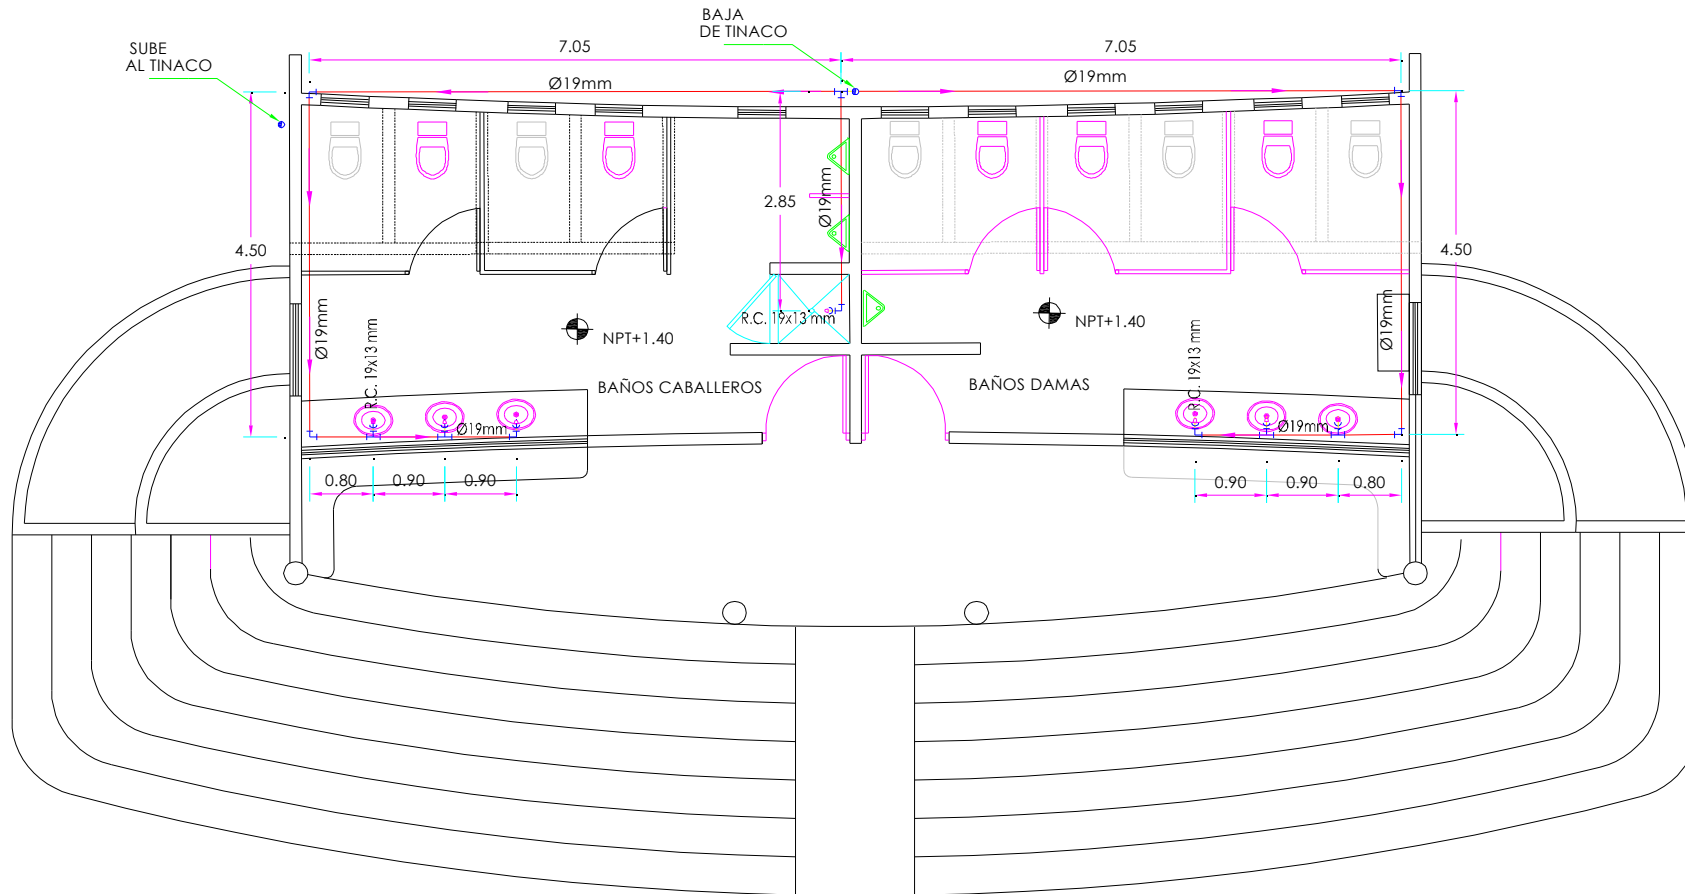 BAJA
DE TINACO
SUBE
AL TINACO
7.05
7.05
Ø19mm
Ø19mm
4.50
2.85
Ø19mm
4.50
Ø19mm
R.C. 19x13 mm
NPT+1.40
R.C. 19x13 mm
NPT+1.40
R.C. 19x13 mm
Ø19mm
BAÑOS CABALLEROS
BAÑOS DAMAS
Ø19mm
Ø19mm
0.80
0.90
0.90
0.90
0.90
0.80